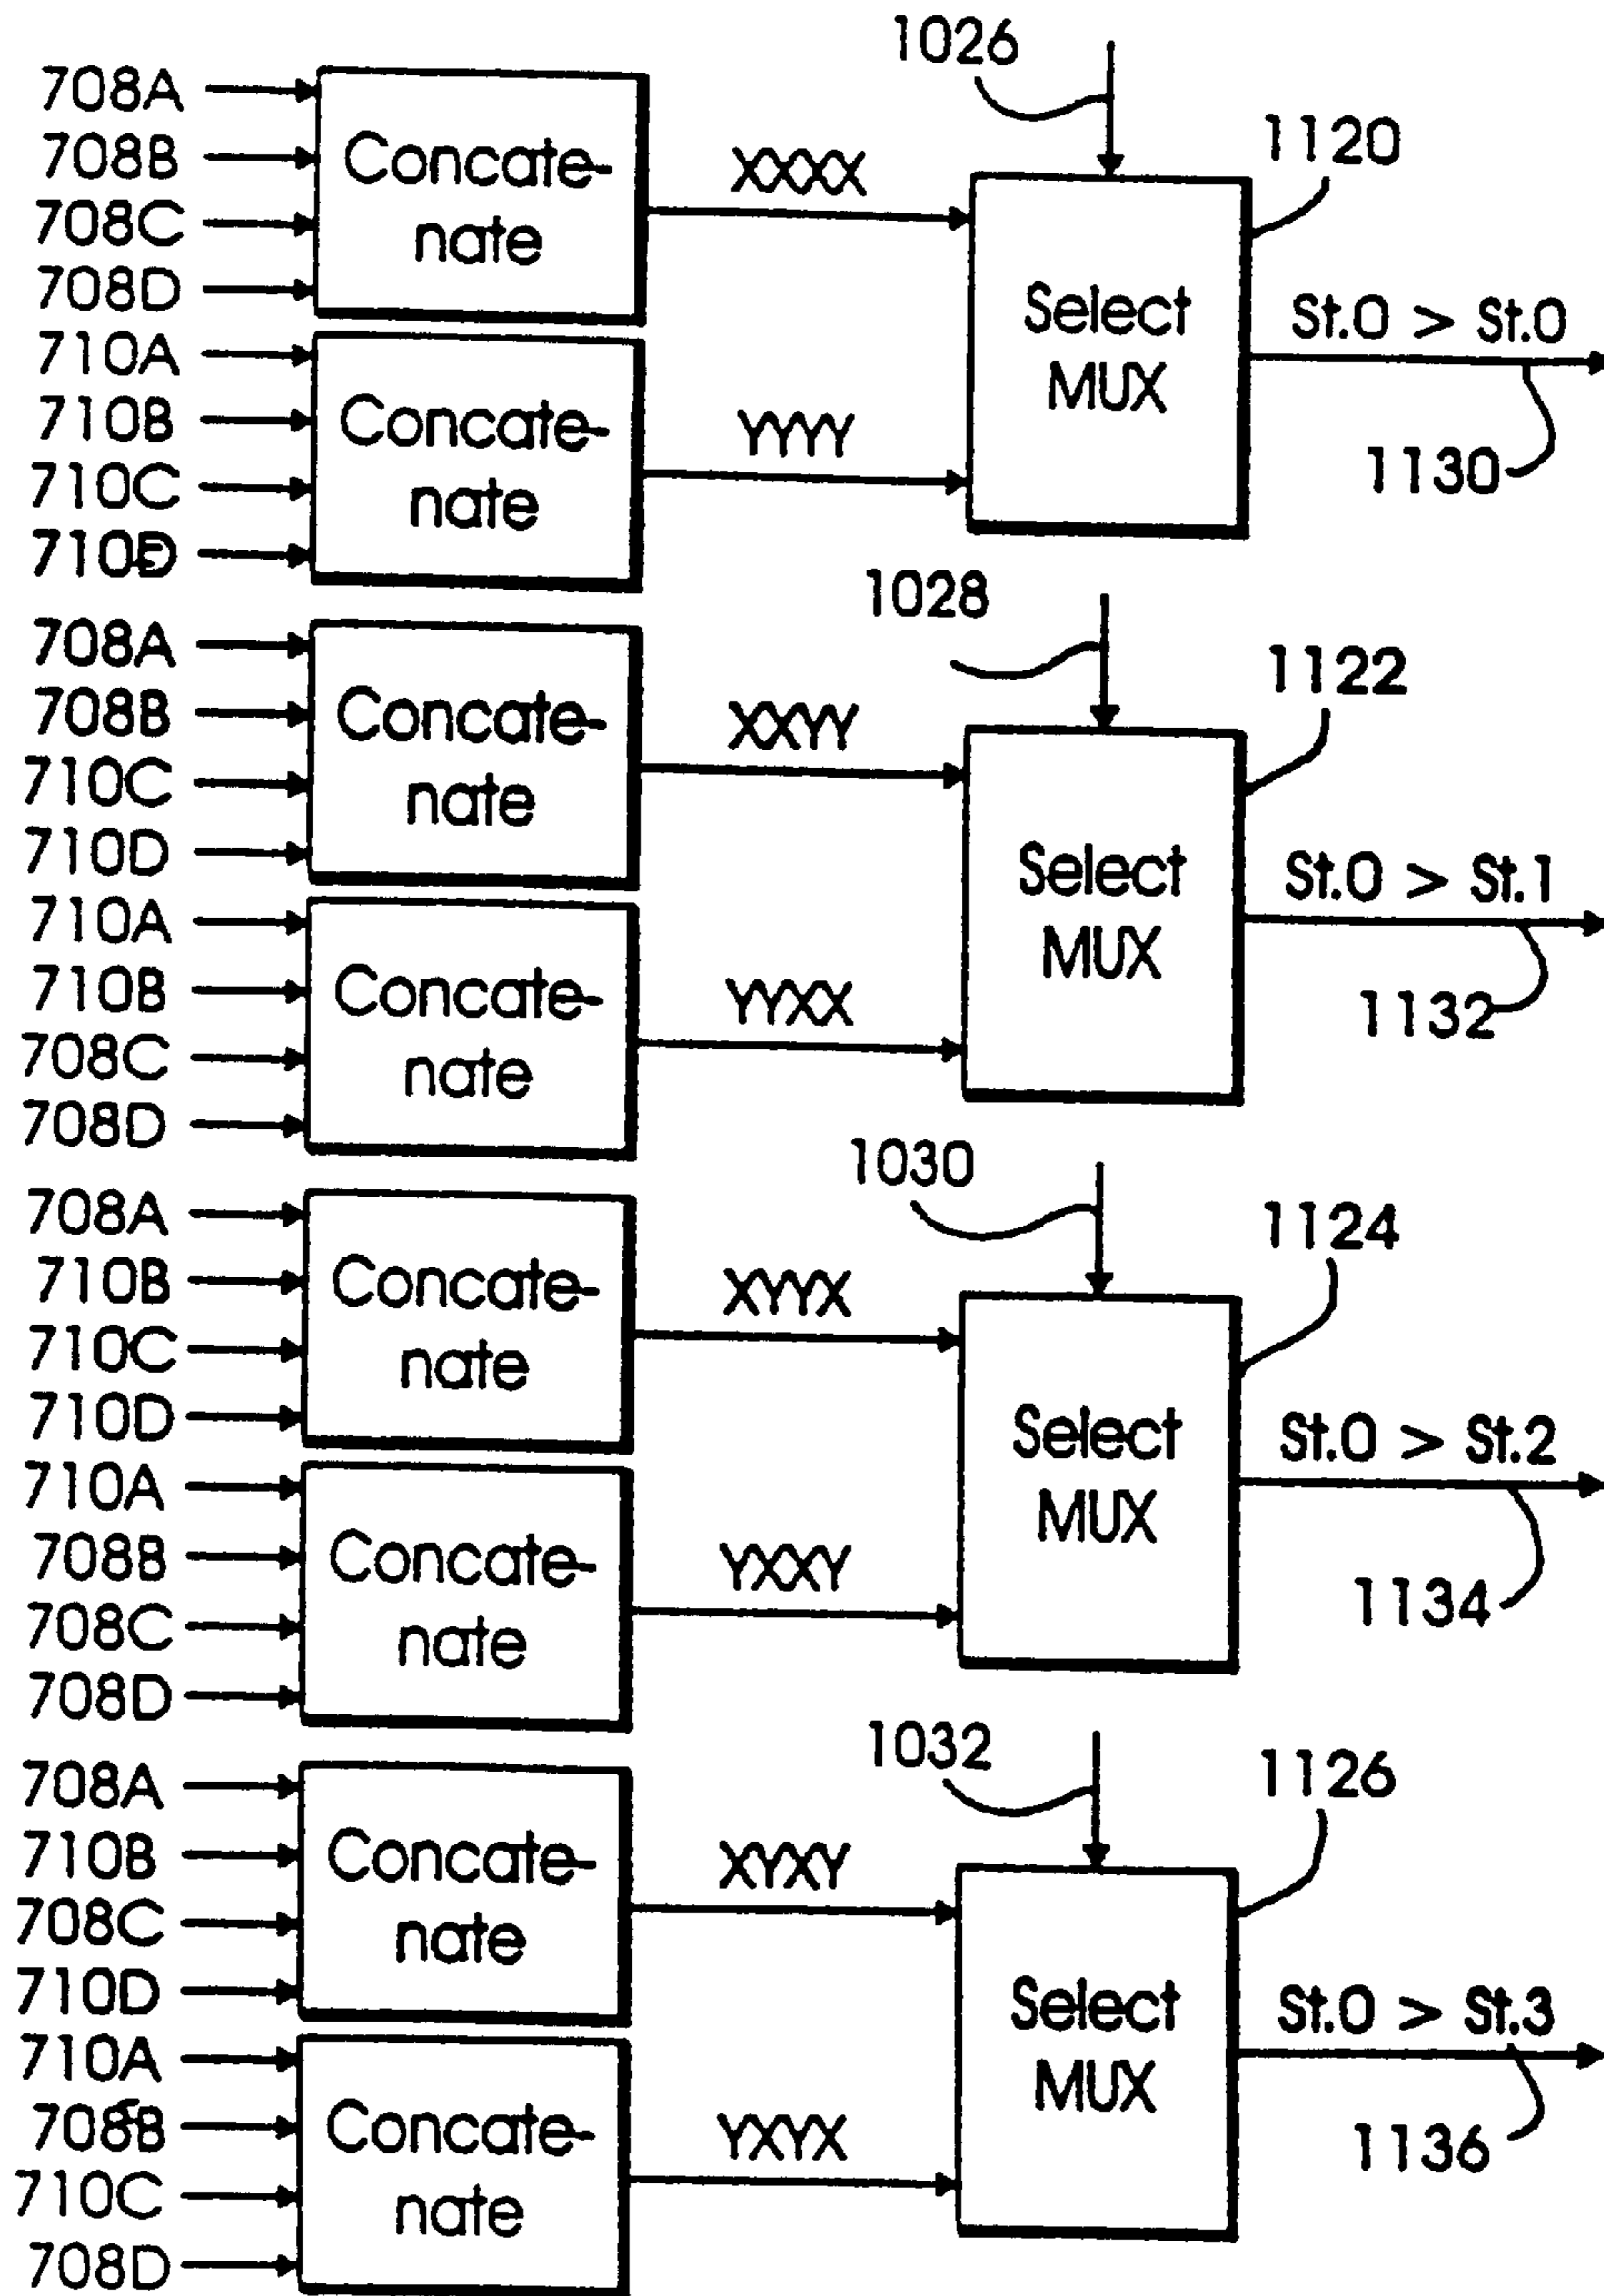 708A
708B
708C
708D
Concate-
nate
XXXX
710A
710B
710C
710D
Concate-
nate
YYYY
1026
1120
Select
MUX
St.0 > St.0
1130
708A
708B
710C
710D
Concate-
nate
XXYY
710A
710B
708C
708D
Concate-
nate
YYXX
1028
1122
Select
MUX
St.0 > St.1
1132
708A
710B
710C
710D
Concate-
nate
XYYX
710A
708B
708C
708D
Concate-
nate
YXXY
1030
1124
Select
MUX
St.0 > St.2
1134
708A
710B
708C
710D
Concate-
nate
XYXY
710A
708B
710C
708D
Concate-
nate
YXYX
1032
1126
Select
MUX
St.0 > St.3
1136